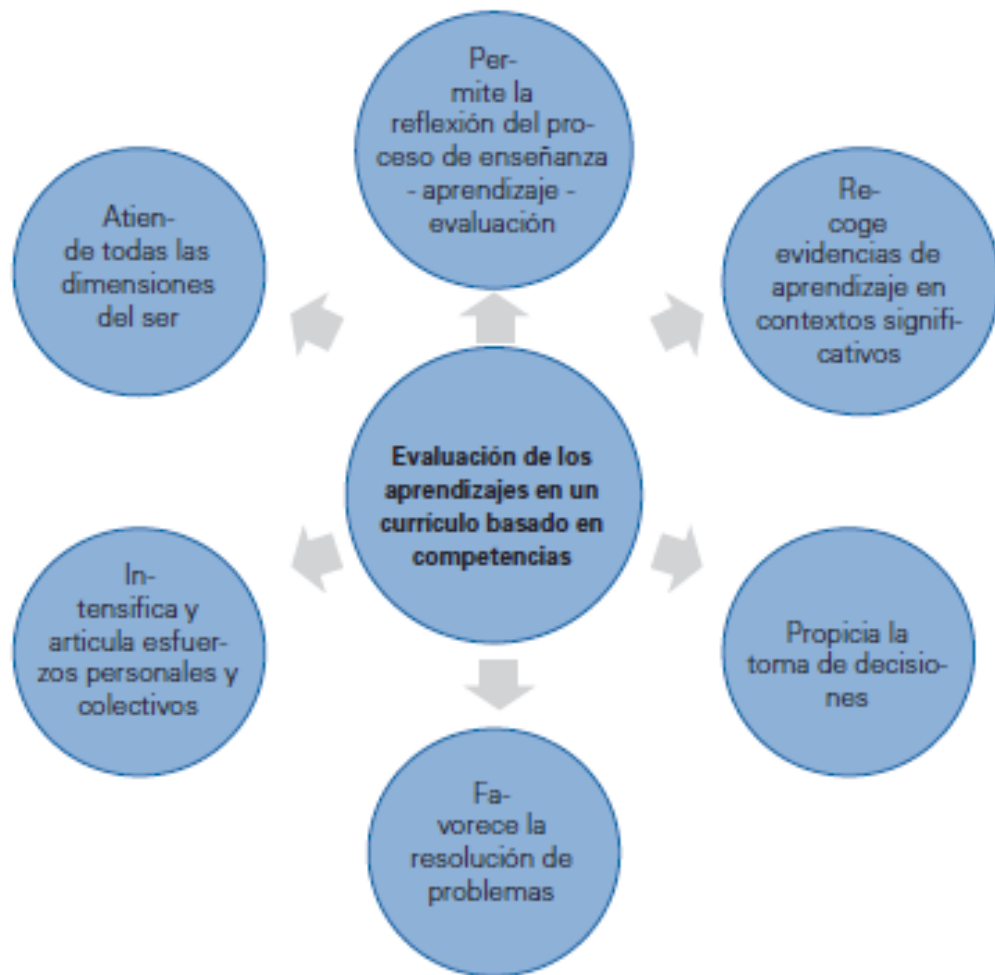 Per-
mite la
reflexión del pro-
ceso de enseñanza
- aprendizaje -
evaluación
Atien-
de todas las
dimensiones
del ser
Re-
coge
evidencias de
aprendizaje en
contextos signifi-
cativos
Evaluación de los
aprendizajes en un
currículo basado en
competencias
In-
tensifica y
articula esfuer-
zos personales y
colectivos
Propicia la
toma de decisio-
nes
Fa-
vorece la
resolución de
problemas